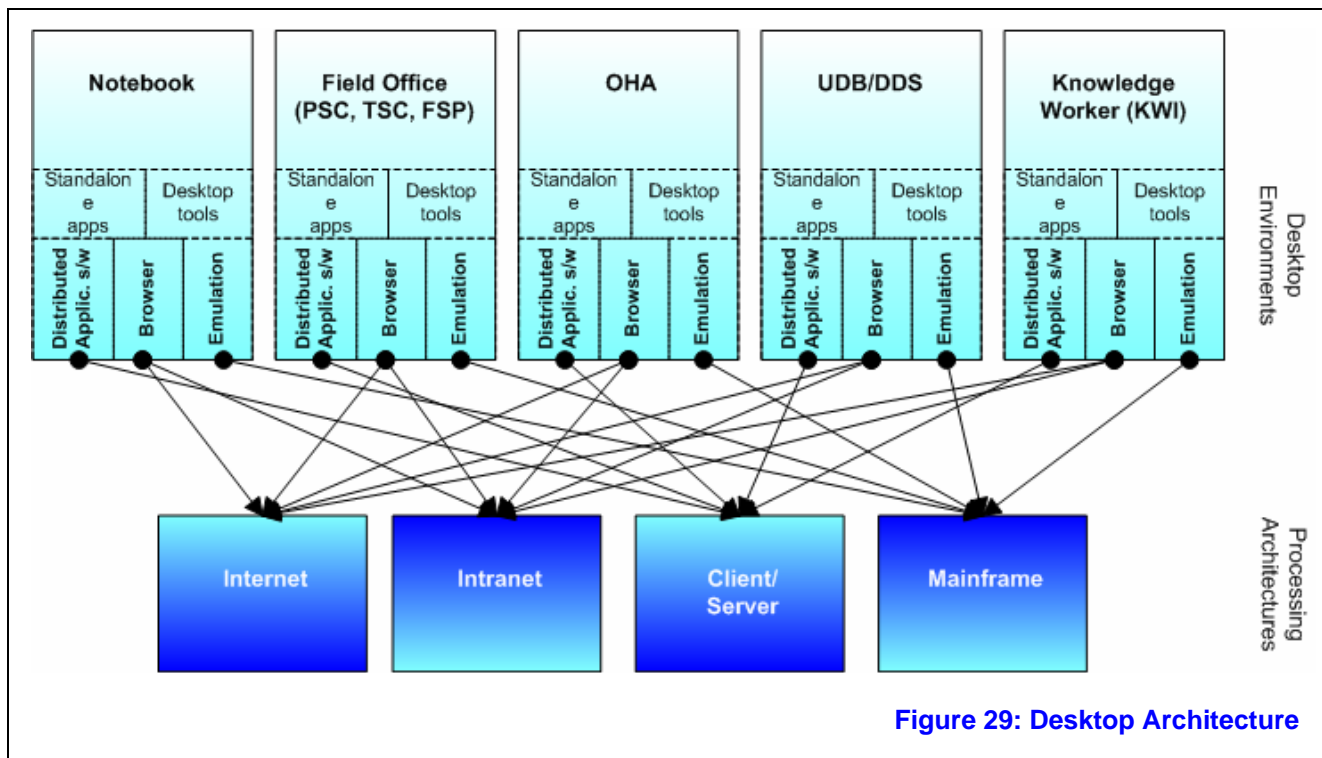 Notebook
Standalon
e
apps
Desktop
tools
Distributed
Applic. s/w
Browser
Emulation
Field Office
(PSC, TSC, FSP)
Standalon
e
apps
Desktop
tools
Distributed
Applic. s/w
Browser
Emulation
OHA
Standalon
e
apps
Desktop
tools
Distributed
Applic. s/w
Browser
Emulation
UDB/DDS
Standalon
e
apps
Desktop
tools
Distributed
Applic. s/w
Browser
Emulation
Knowledge
Worker (KWI)
Standalon
e
apps
Desktop
tools
Distributed
Applic. s/w
Browser
Emulation
Desktop
Environments
Internet
Intranet
Client/
Server
Mainframe
Processing
Architectures
Figure 29: Desktop Architecture